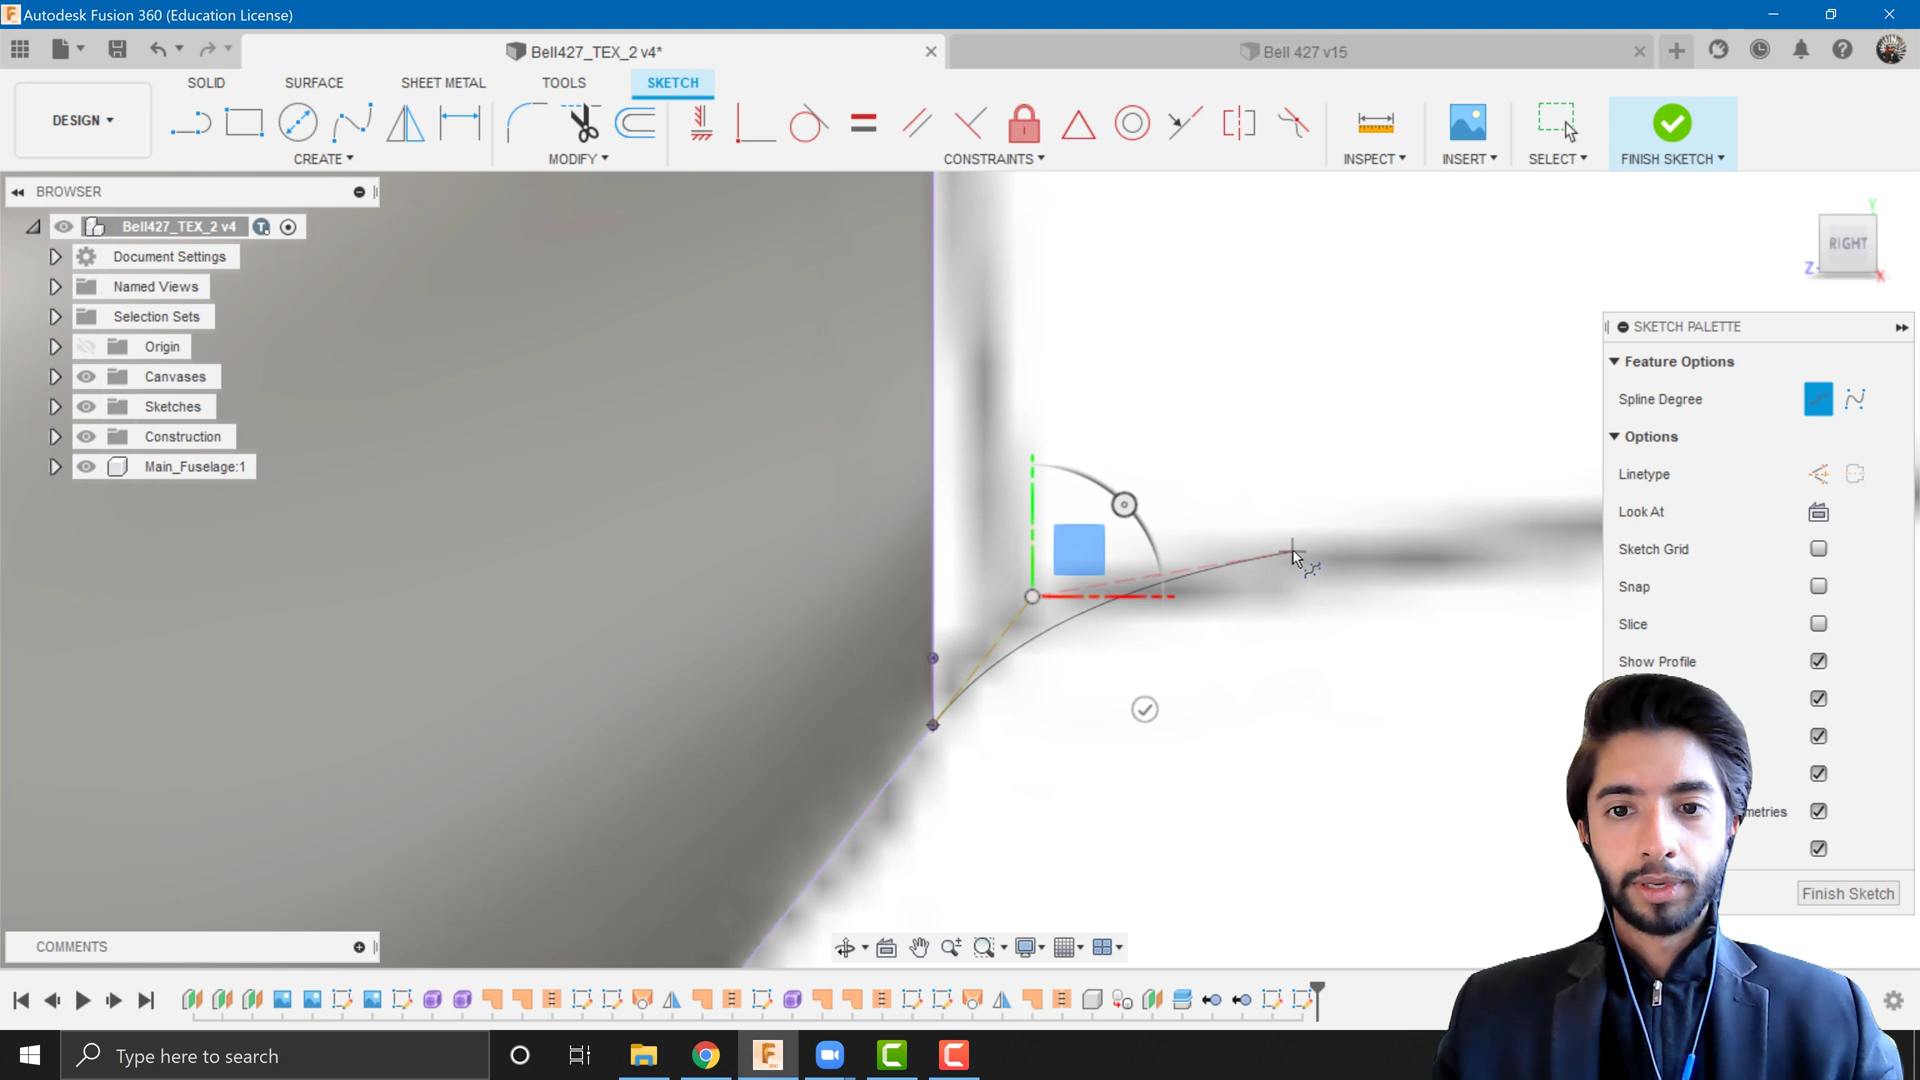 Autodesk Fusion 360 (Education License)
Bell427_TEX_2 v4*
Bell 427 v15
SOLID
SURFACE
SHEET METAL
TOOLS
SKETCH
DESIGN
CREATE
MODIFY
CONSTRAINTS
INSPECT
INSERT
SELECT
FINISH SKETCH
BROWSER
Bell427_TEX_2 v4
Document Settings
Named Views
Selection Sets
Origin
Canvases
Sketches
Construction
Main_Fuselage:1
Y
RIGHT
Z
X
SKETCH PALETTE
Feature Options
Spline Degree
Options
Linetype
Look At
Sketch Grid
Snap
Slice
Show Profile
metries
Finish Sketch
COMMENTS
Type here to search